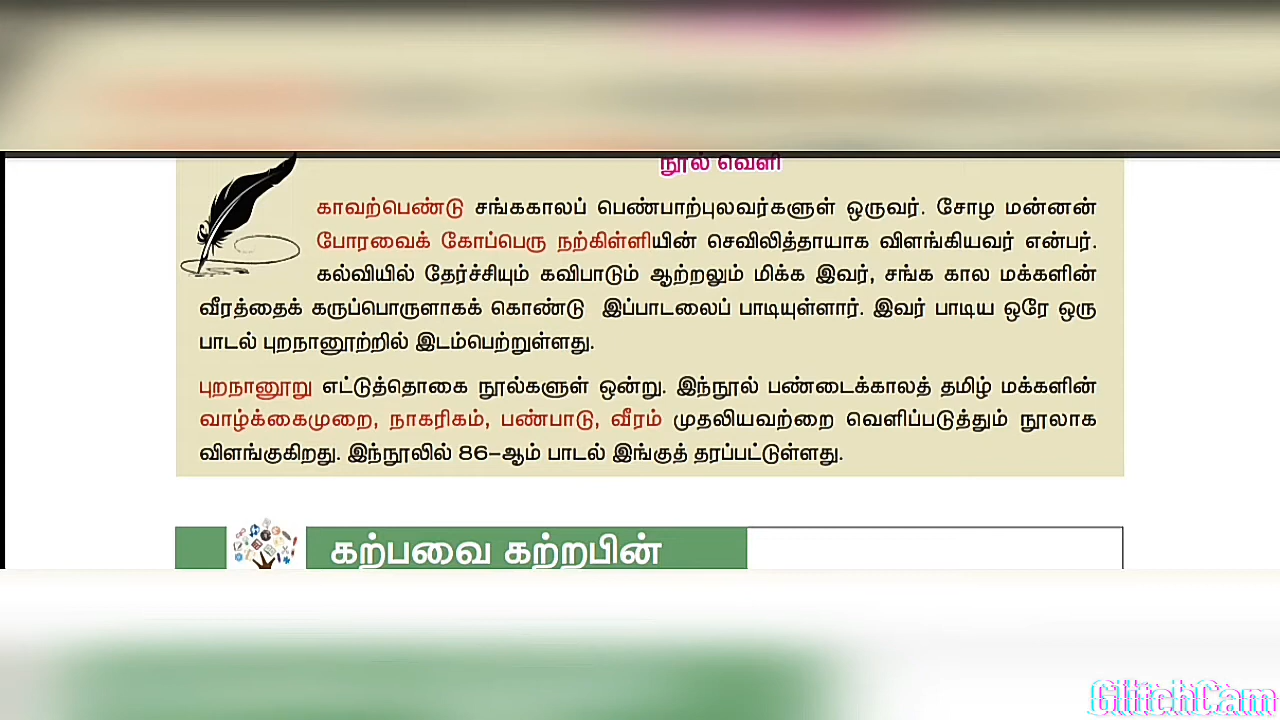 நூல் வெளி
காவற்பெண்டு சங்ககாலப் பெண்பாற்புலவர்களுள் ஒருவர். சோழ மன்னன்
போரவைக் கோப்பெரு நற்கிள்ளியின் செவிலித்தாயாக விளங்கியவர் என்பர்.
கல்வியில் தேர்ச்சியும் கவிபாடும் ஆற்றலும் மிக்க இவர், சங்க கால மக்களின்
வீரத்தைக் கருப்பொருளாகக் கொண்டு இப்பாடலைப் பாடியுள்ளார். இவர் பாடிய ஒரே ஒரு
பாடல் புறநானூற்றில் இடம்பெற்றுள்ளது.
புறநானூறு எட்டுத்தொகை நூல்களுள் ஒன்று. இந்நூல் பண்டைக்காலத் தமிழ் மக்களின்
வாழ்க்கைமுறை, நாகரிகம், பண்பாடு, வீரம் முதலியவற்றை வெளிப்படுத்தும் நூலாக
விளங்குகிறது. இந்நூலில் 86–ஆம் பாடல் இங்குத் தரப்பட்டுள்ளது.
கற்பவை கற்றபின்
GlitchCam